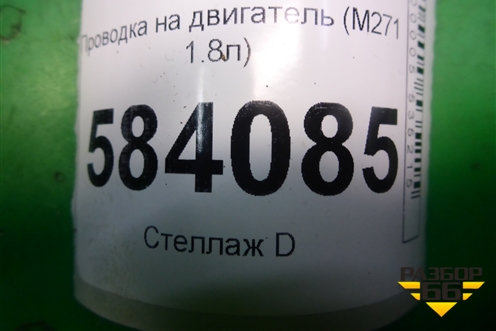 Проводка на двигатель (M271
1.8л)
584085
Стеллаж D
РАЗБОР
66